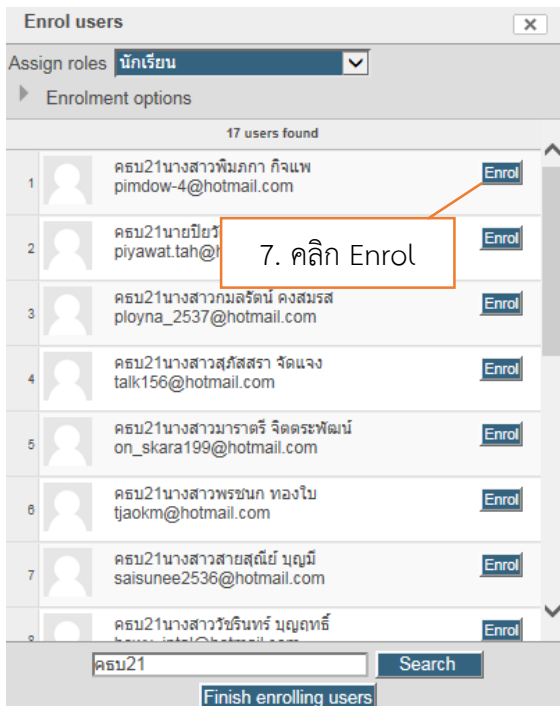 Enrol users
Assign roles นักเรียน
Enrolment options
17 users found
1 คธบ21นางสาวพิมภกา กิจแพ Enrol
pimdow-4@hotmail.com
2 คธบ21นายปิยวั Enrol
piyawat.tah@h
7. คลิก Enrol
3 คธบ21นางสาวกมลรัตน์ คงสมรส Enrol
ployna_2537@hotmail.com
4 คธบ21นางสาวสุภัสสรา จัดแจง Enrol
talk156@hotmail.com
5 คธบ21นางสาวมาราตรี จิตตระพัฒน์ Enrol
on_skara199@hotmail.com
6 คธบ21นางสาวพรชนก ทองใบ Enrol
tjaokm@hotmail.com
7 คธบ21นางสาวสายสุณีย์ บุญมี Enrol
saisunee2536@hotmail.com
8 คธบ21นางสาววัชรินทร์ บุญฤทธิ์ Enrol
คธบ21 Search
Finish enrolling users